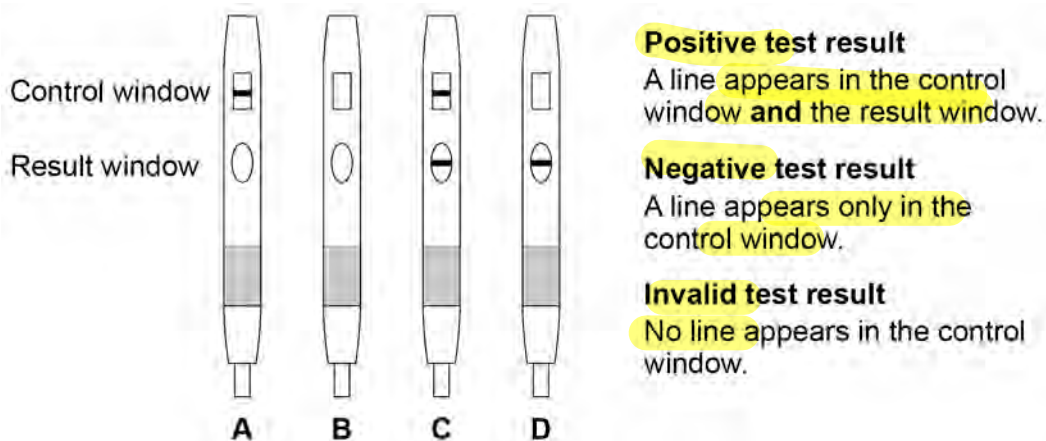 Control window
Result window
A
B
C
D
Positive test result
A line appears in the control
window and the result window.
Negative test result
A line appears only in the
control window.
Invalid test result
No line appears in the control
window.